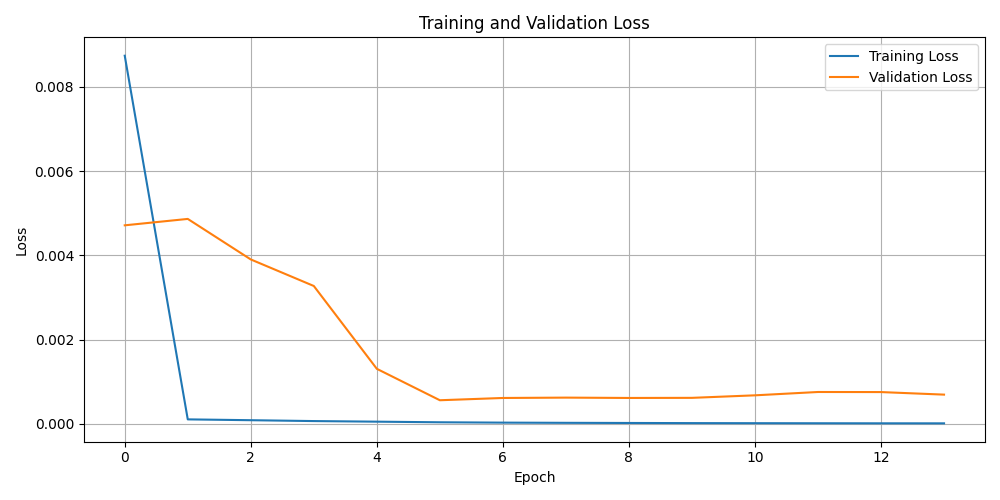 Training and Validation Loss
Training Loss
Validation Loss
0.008
0.006
0.004
0.002
0.000
Loss
0 2 4 6 8 10 12
Epoch